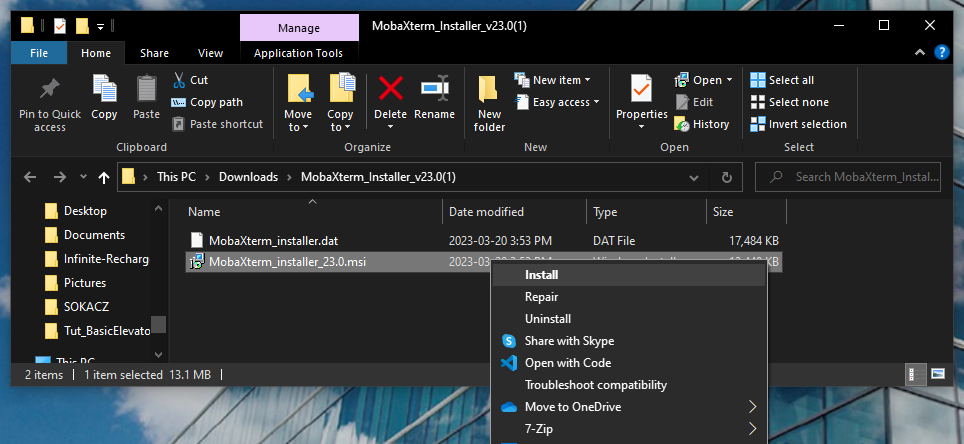 Manage
MobaXterm_Installer_v23.0(1)
File
Home
Share
View
Application Tools
Pin to Quick access
Copy
Paste
Cut
Copy path
Paste shortcut
Clipboard
Move to
Copy to
Delete
Rename
Organize
New folder
New item
Easy access
New
Properties
Open
Edit
History
Open
Select all
Select none
Invert selection
Select
This PC > Downloads > MobaXterm_Installer_v23.0(1)
Search MobaXterm_Instal...
Desktop
Documents
Infinite-Recharg
Pictures
SOKACZ
Tut_BasicElevato
This PC
Name Date modified Type Size
MobaXterm_installer.dat 2023-03-20 3:53 PM DAT File 17,484 KB
MobaXterm_installer_23.0.msi 2023-03-20 3:53 PM
Install
Repair
Uninstall
Share with Skype
Open with Code
Troubleshoot compatibility
Move to OneDrive
7-Zip
2 items 1 item selected 13.1 MB